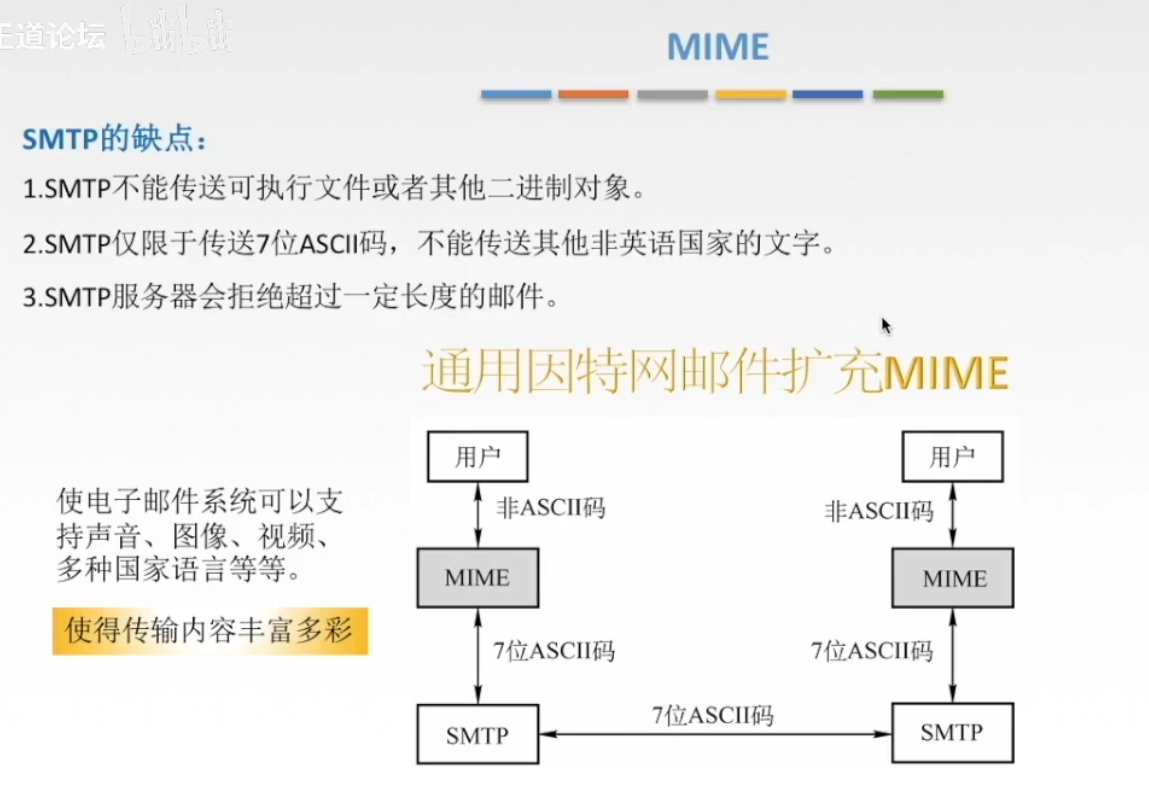 道论坛 bilibili
MIME
SMTP的缺点：
1.SMTP不能传送可执行文件或者其他二进制对象。
2.SMTP仅限于传送7位ASCII码，不能传送其他非英语国家的文字。
3.SMTP服务器会拒绝超过一定长度的邮件。
通用因特网邮件扩充MIME
使电子邮件系统可以支
持声音、图像、视频、
多种国家语言等等。
使得传输内容丰富多彩
用户
用户
非ASCII码
非ASCII码
MIME
MIME
7位ASCII码
7位ASCII码
7位ASCII码
SMTP
SMTP